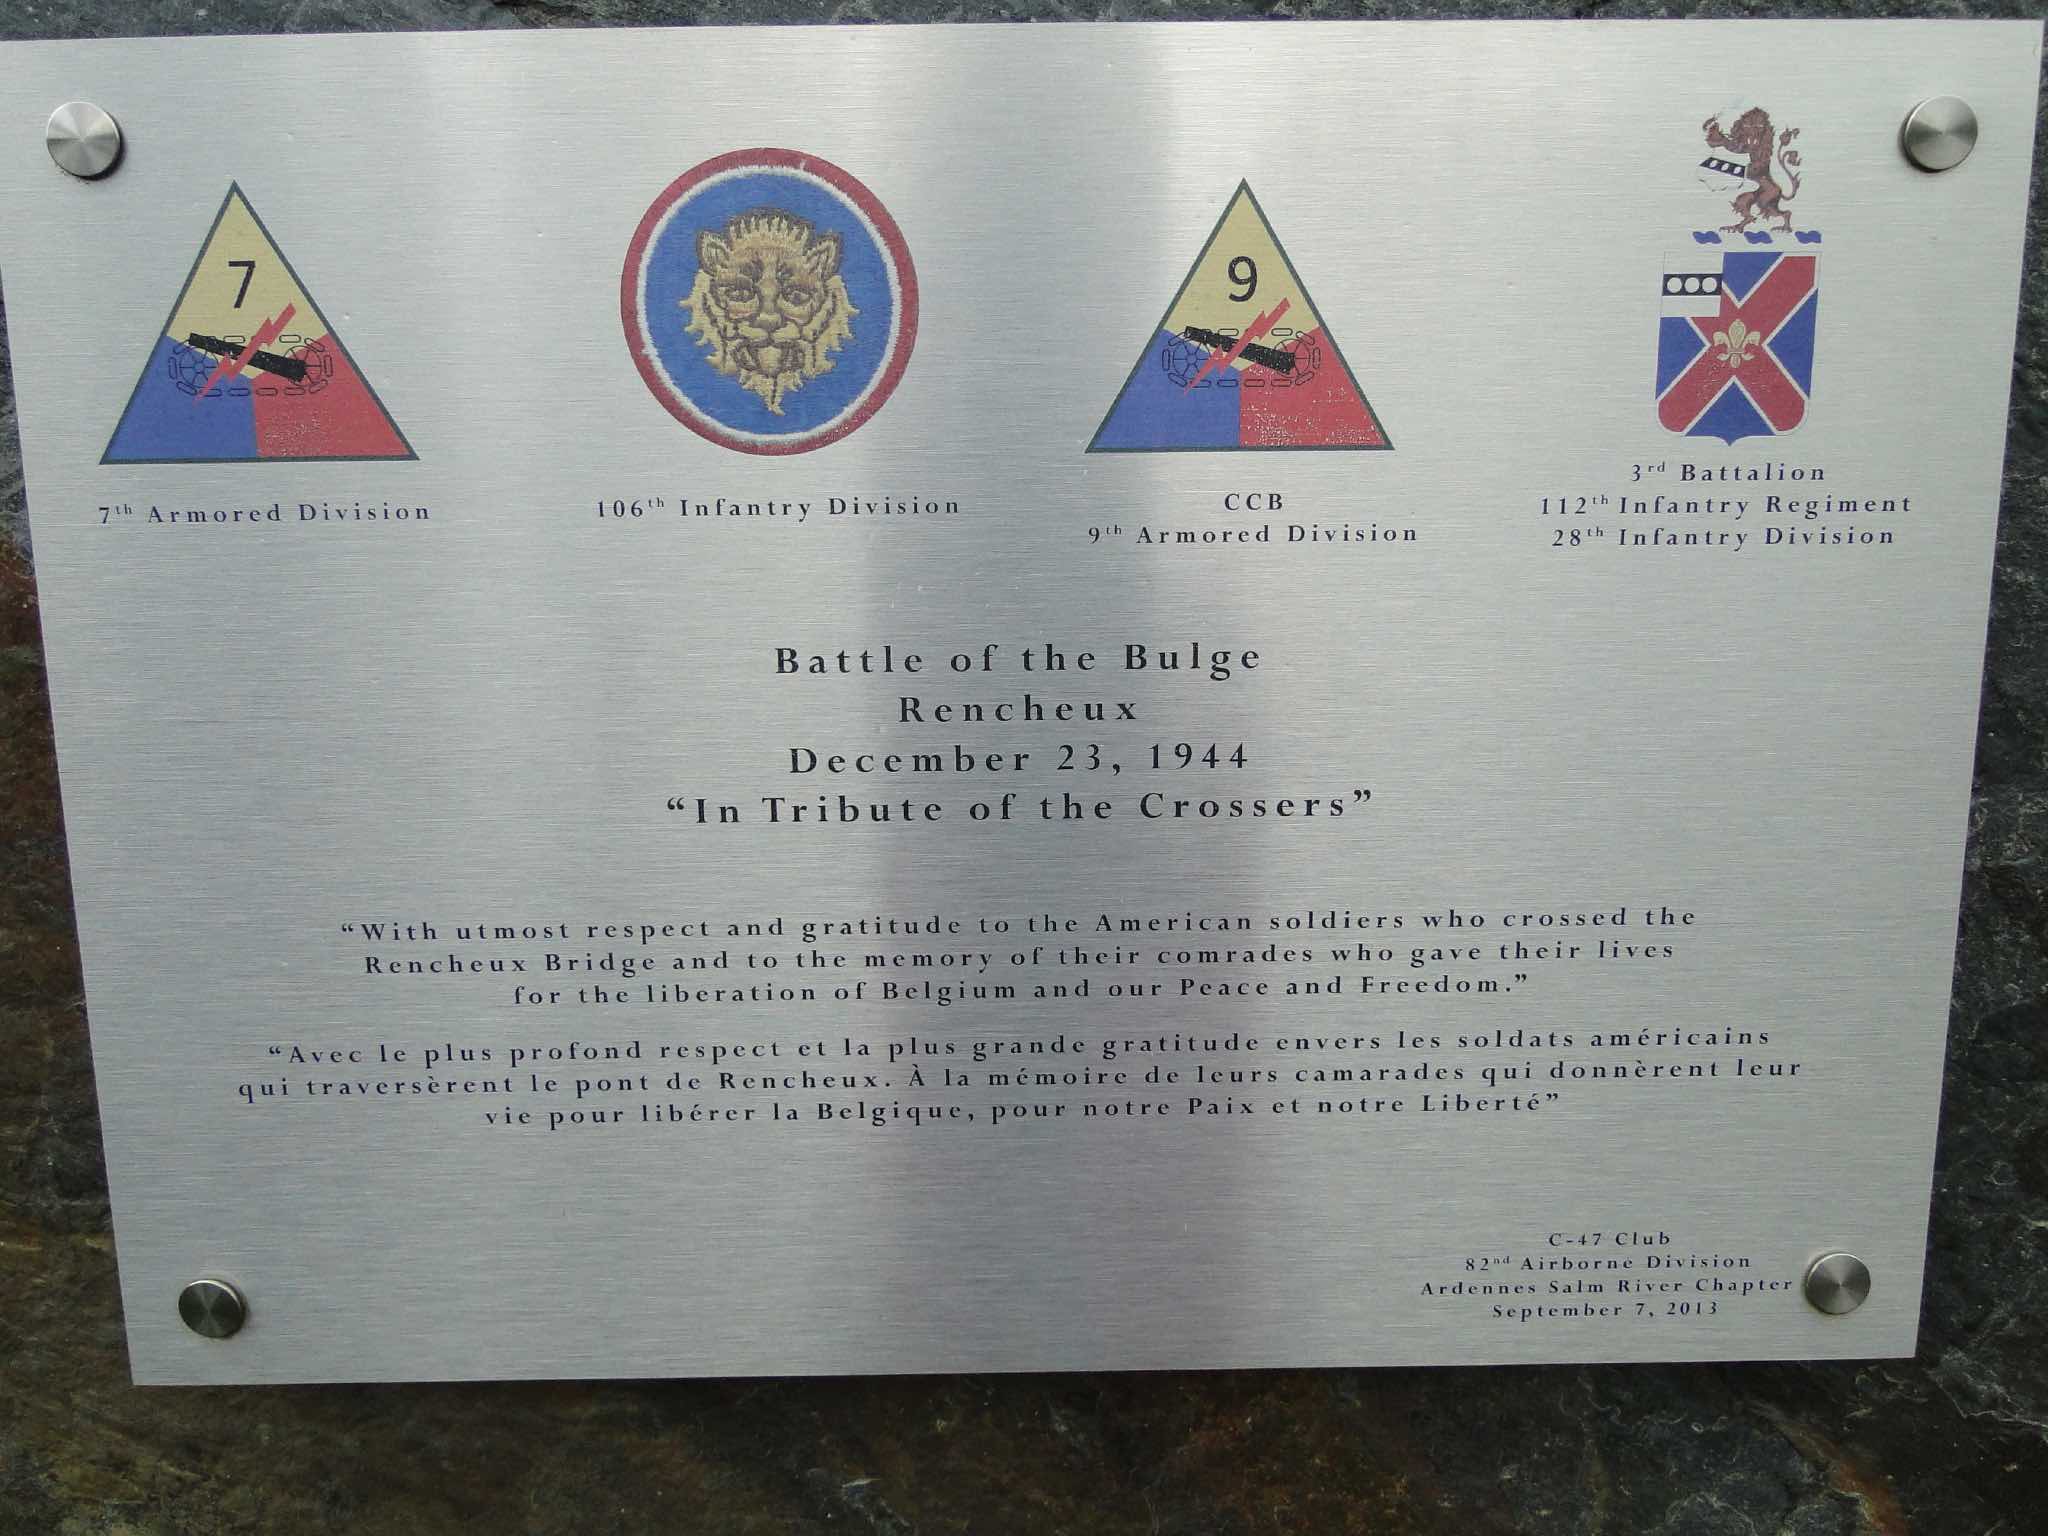 7
9
7th Armored Division
106th Infantry Division
CCB
9th Armored Division
3rd Battalion
112th Infantry Regiment
28th Infantry Division
Battle of the Bulge
Rencheux
December 23, 1944
“In Tribute of the Crossers”
“With utmost respect and gratitude to the American soldiers who crossed the
Rencheux Bridge and to the memory of their comrades who gave their lives
for the liberation of Belgium and our Peace and Freedom.”
“Avec le plus profond respect et la plus grande gratitude envers les soldats américains
qui traversèrent le pont de Rencheux. À la mémoire de leurs camarades qui donnèrent leur
vie pour libérer la Belgique, pour notre Paix et notre Liberté”
C-47 Club
82nd Airborne Division
Ardennes Salm River Chapter
September 7, 2013